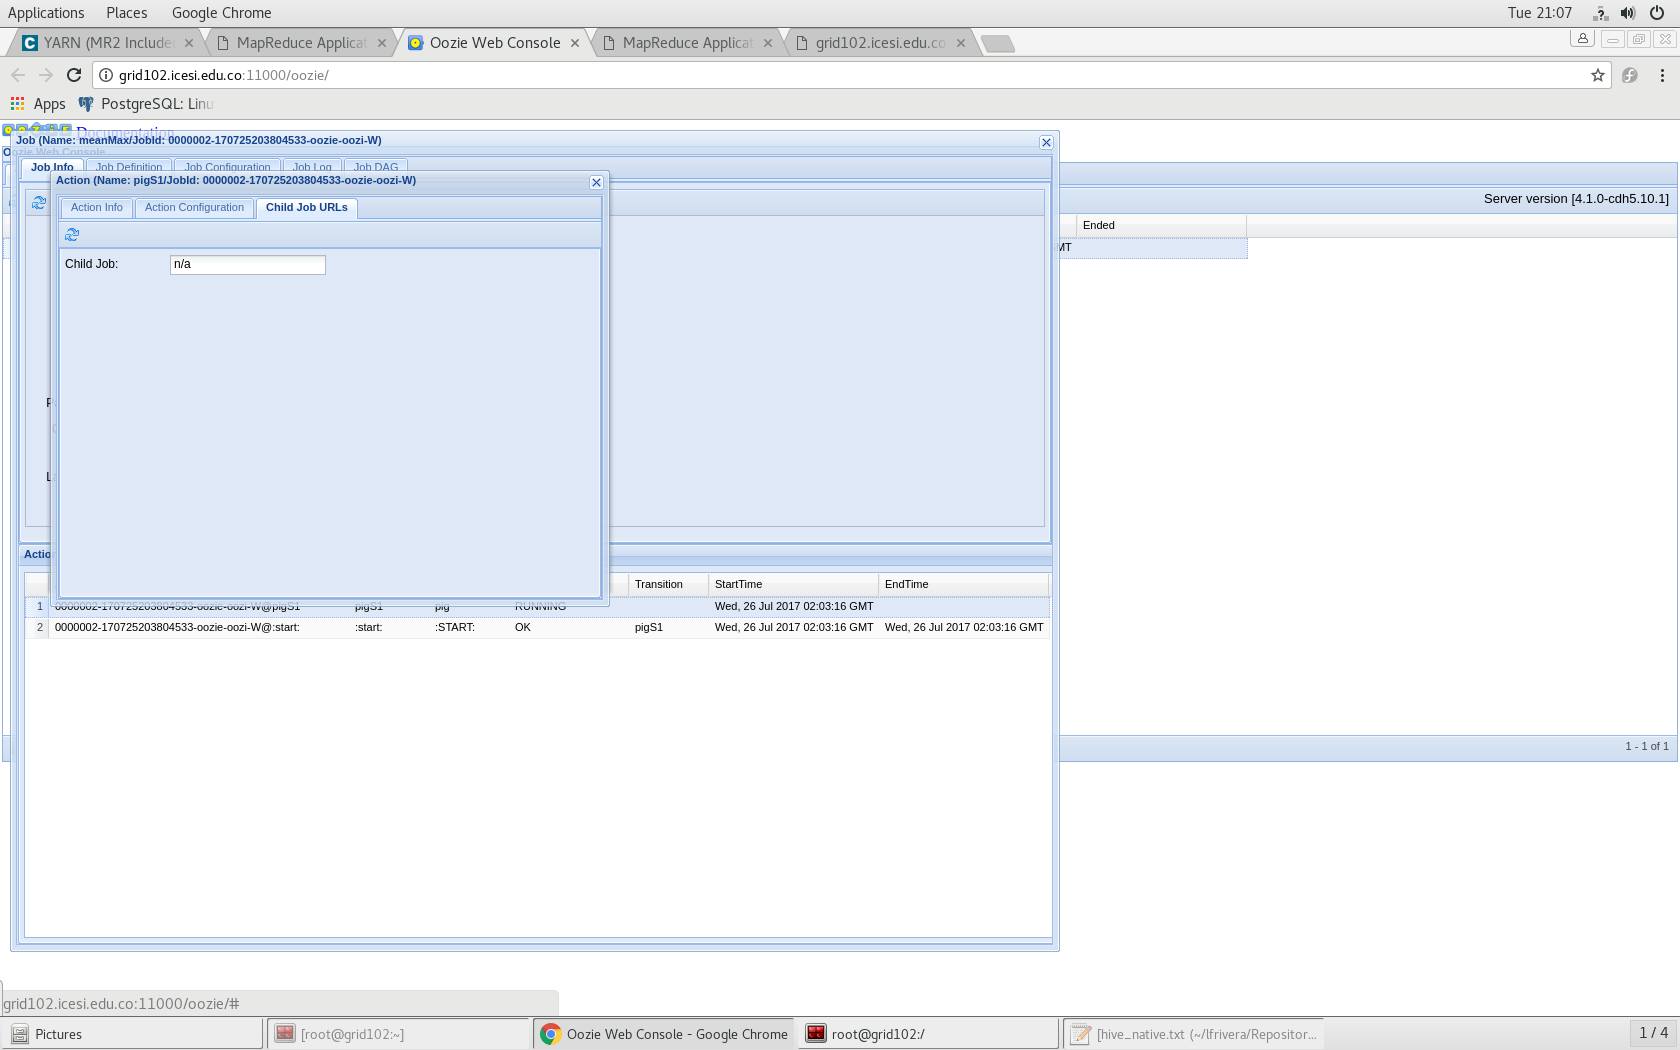 Applications Places Google Chrome Tue 21:07
YARN (MR2 Include MapReduce Applicat Oozie Web Console MapReduce Applicat grid102.icesi.edu.co
grid102.icesi.edu.co:11000/oozie/
Apps PostgreSQL: Linu
Documentation
Oozie Web Console
Job (Name: meanMax/JobId: 0000002-170725203804533-oozie-oozi-W)
Job Info Job Definition Job Configuration Job Log Job DAG
Action (Name: pigS1/JobId: 0000002-170725203804533-oozie-oozi-W)
Server version [4.1.0-cdh5.10.1]
Action Info Action Configuration Child Job URLs
Ended
MT
Child Job: n/a
Actio
Transition StartTime EndTime
1 0000002-170725203804533-oozie-oozi-W@pigS1 pigS1 pig RUNNING Wed, 26 Jul 2017 02:03:16 GMT
2 0000002-170725203804533-oozie-oozi-W@:start: :start: :START: OK pigS1 Wed, 26 Jul 2017 02:03:16 GMT Wed, 26 Jul 2017 02:03:16 GMT
1 - 1 of 1
grid102.icesi.edu.co:11000/oozie/#
Pictures [root@grid102:~] Oozie Web Console - Google Chrome root@grid102:/ [hive_native.txt (~/lfrivera/Repositor... 1 / 4